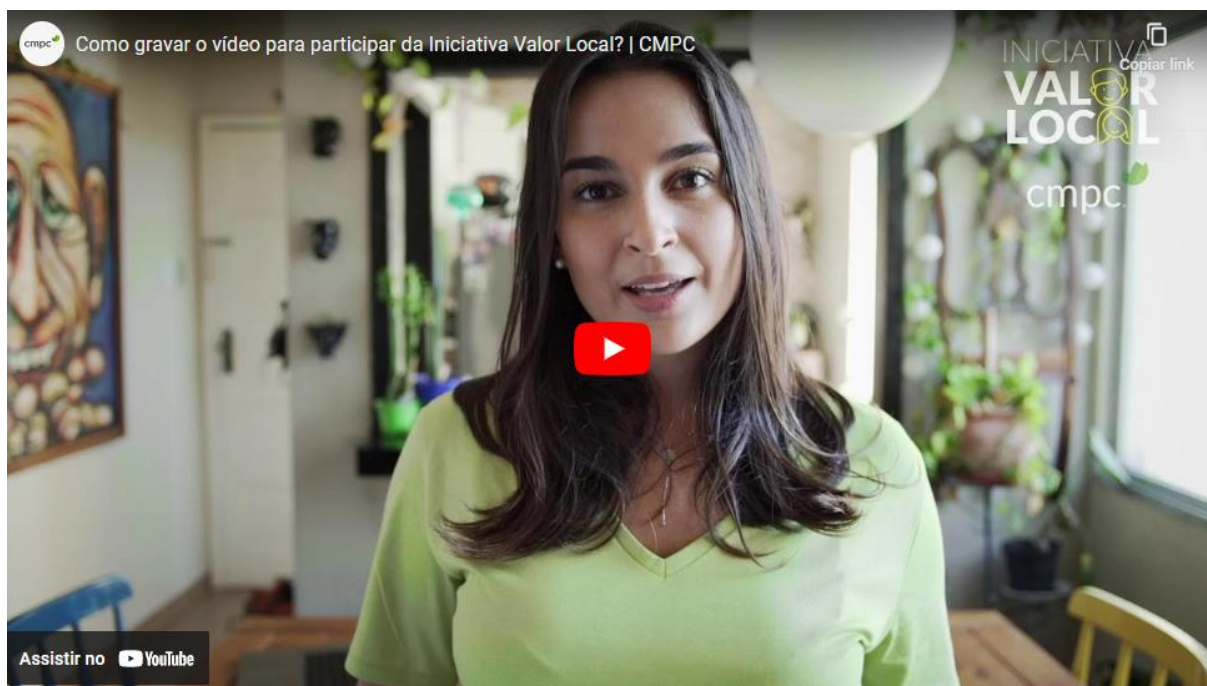 cmpc
Como gravar o vídeo para participar da Iniciativa Valor Local? | CMPC
Copiar link
INICIATIVA
VALOR
LOCAL
cmpc.
Assistir no YouTube